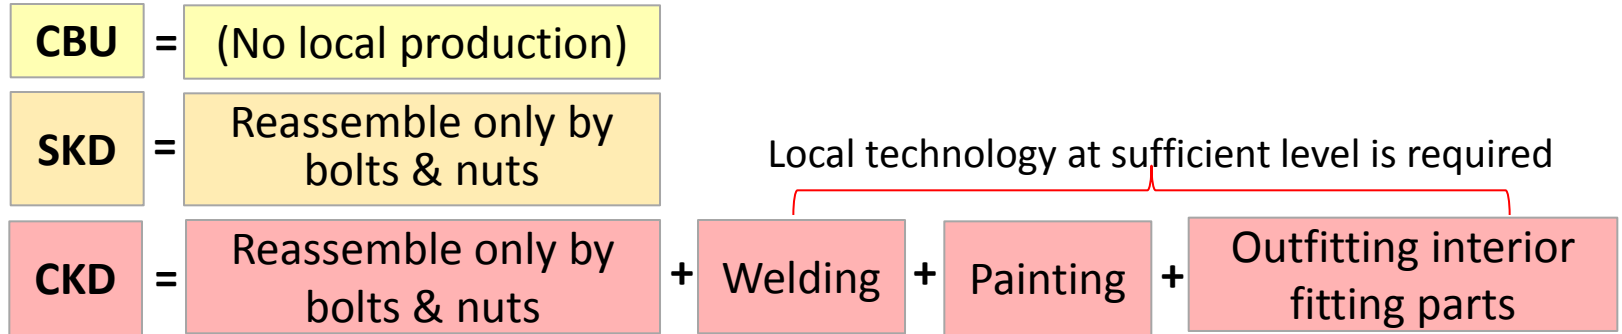 CBU = (No local production)
SKD = Reassemble only by
bolts & nuts
Local technology at sufficient level is required
CKD = Reassemble only by
bolts & nuts
+ Welding + Painting + Outfitting interior
fitting parts